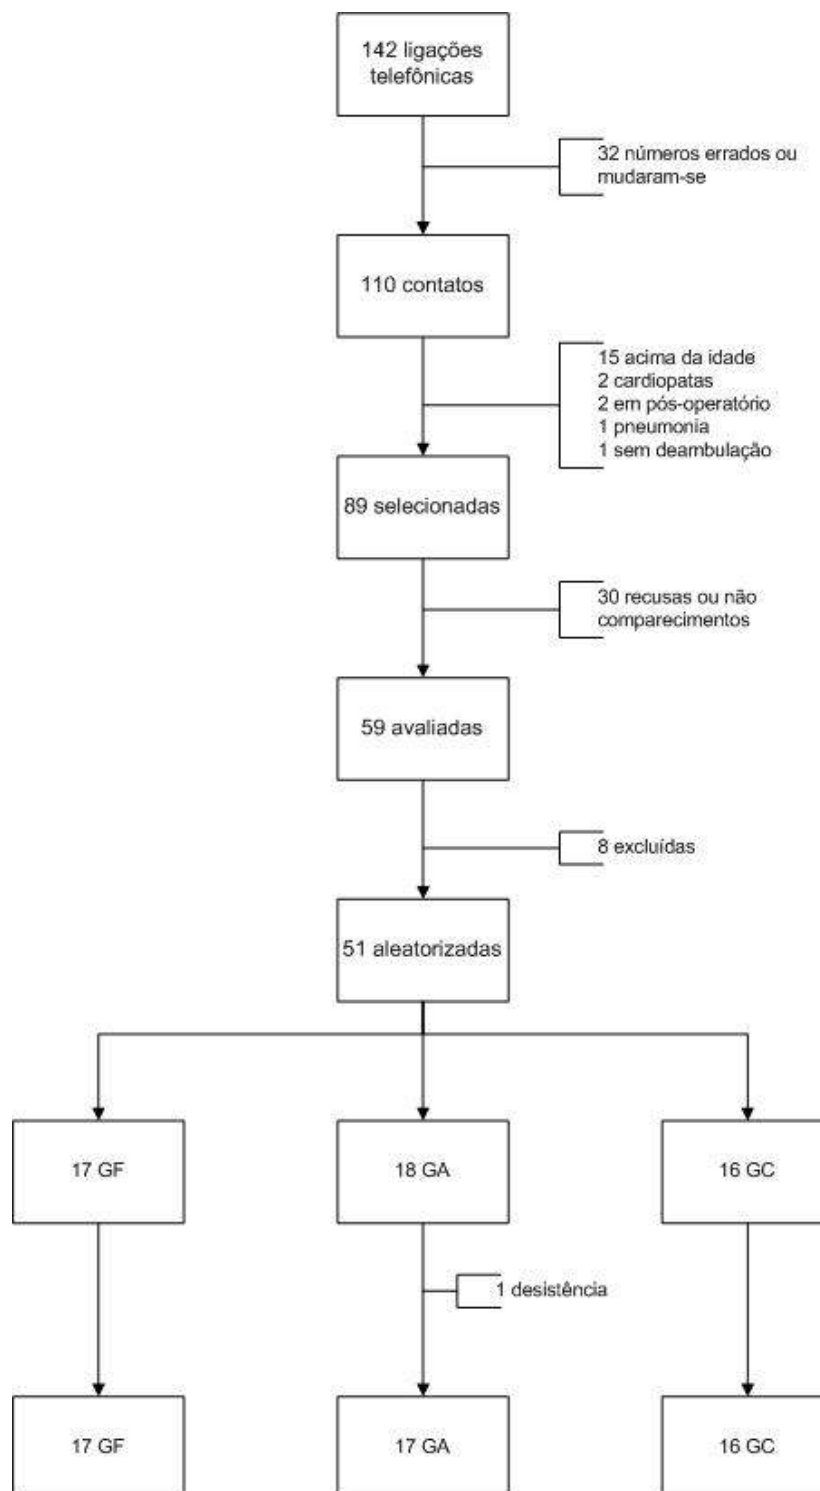 142 ligações
telefônicas
32 números errados ou
mudaram-se
110 contatos
15 acima da idade
2 cardiopatas
2 em pós-operatório
1 pneumonia
1 sem deambulação
89 selecionadas
30 recusas ou não
comparecimentos
59 avaliadas
8 excluídas
51 aleatorizadas
17 GF
18 GA
16 GC
1 desistência
17 GF
17 GA
16 GC